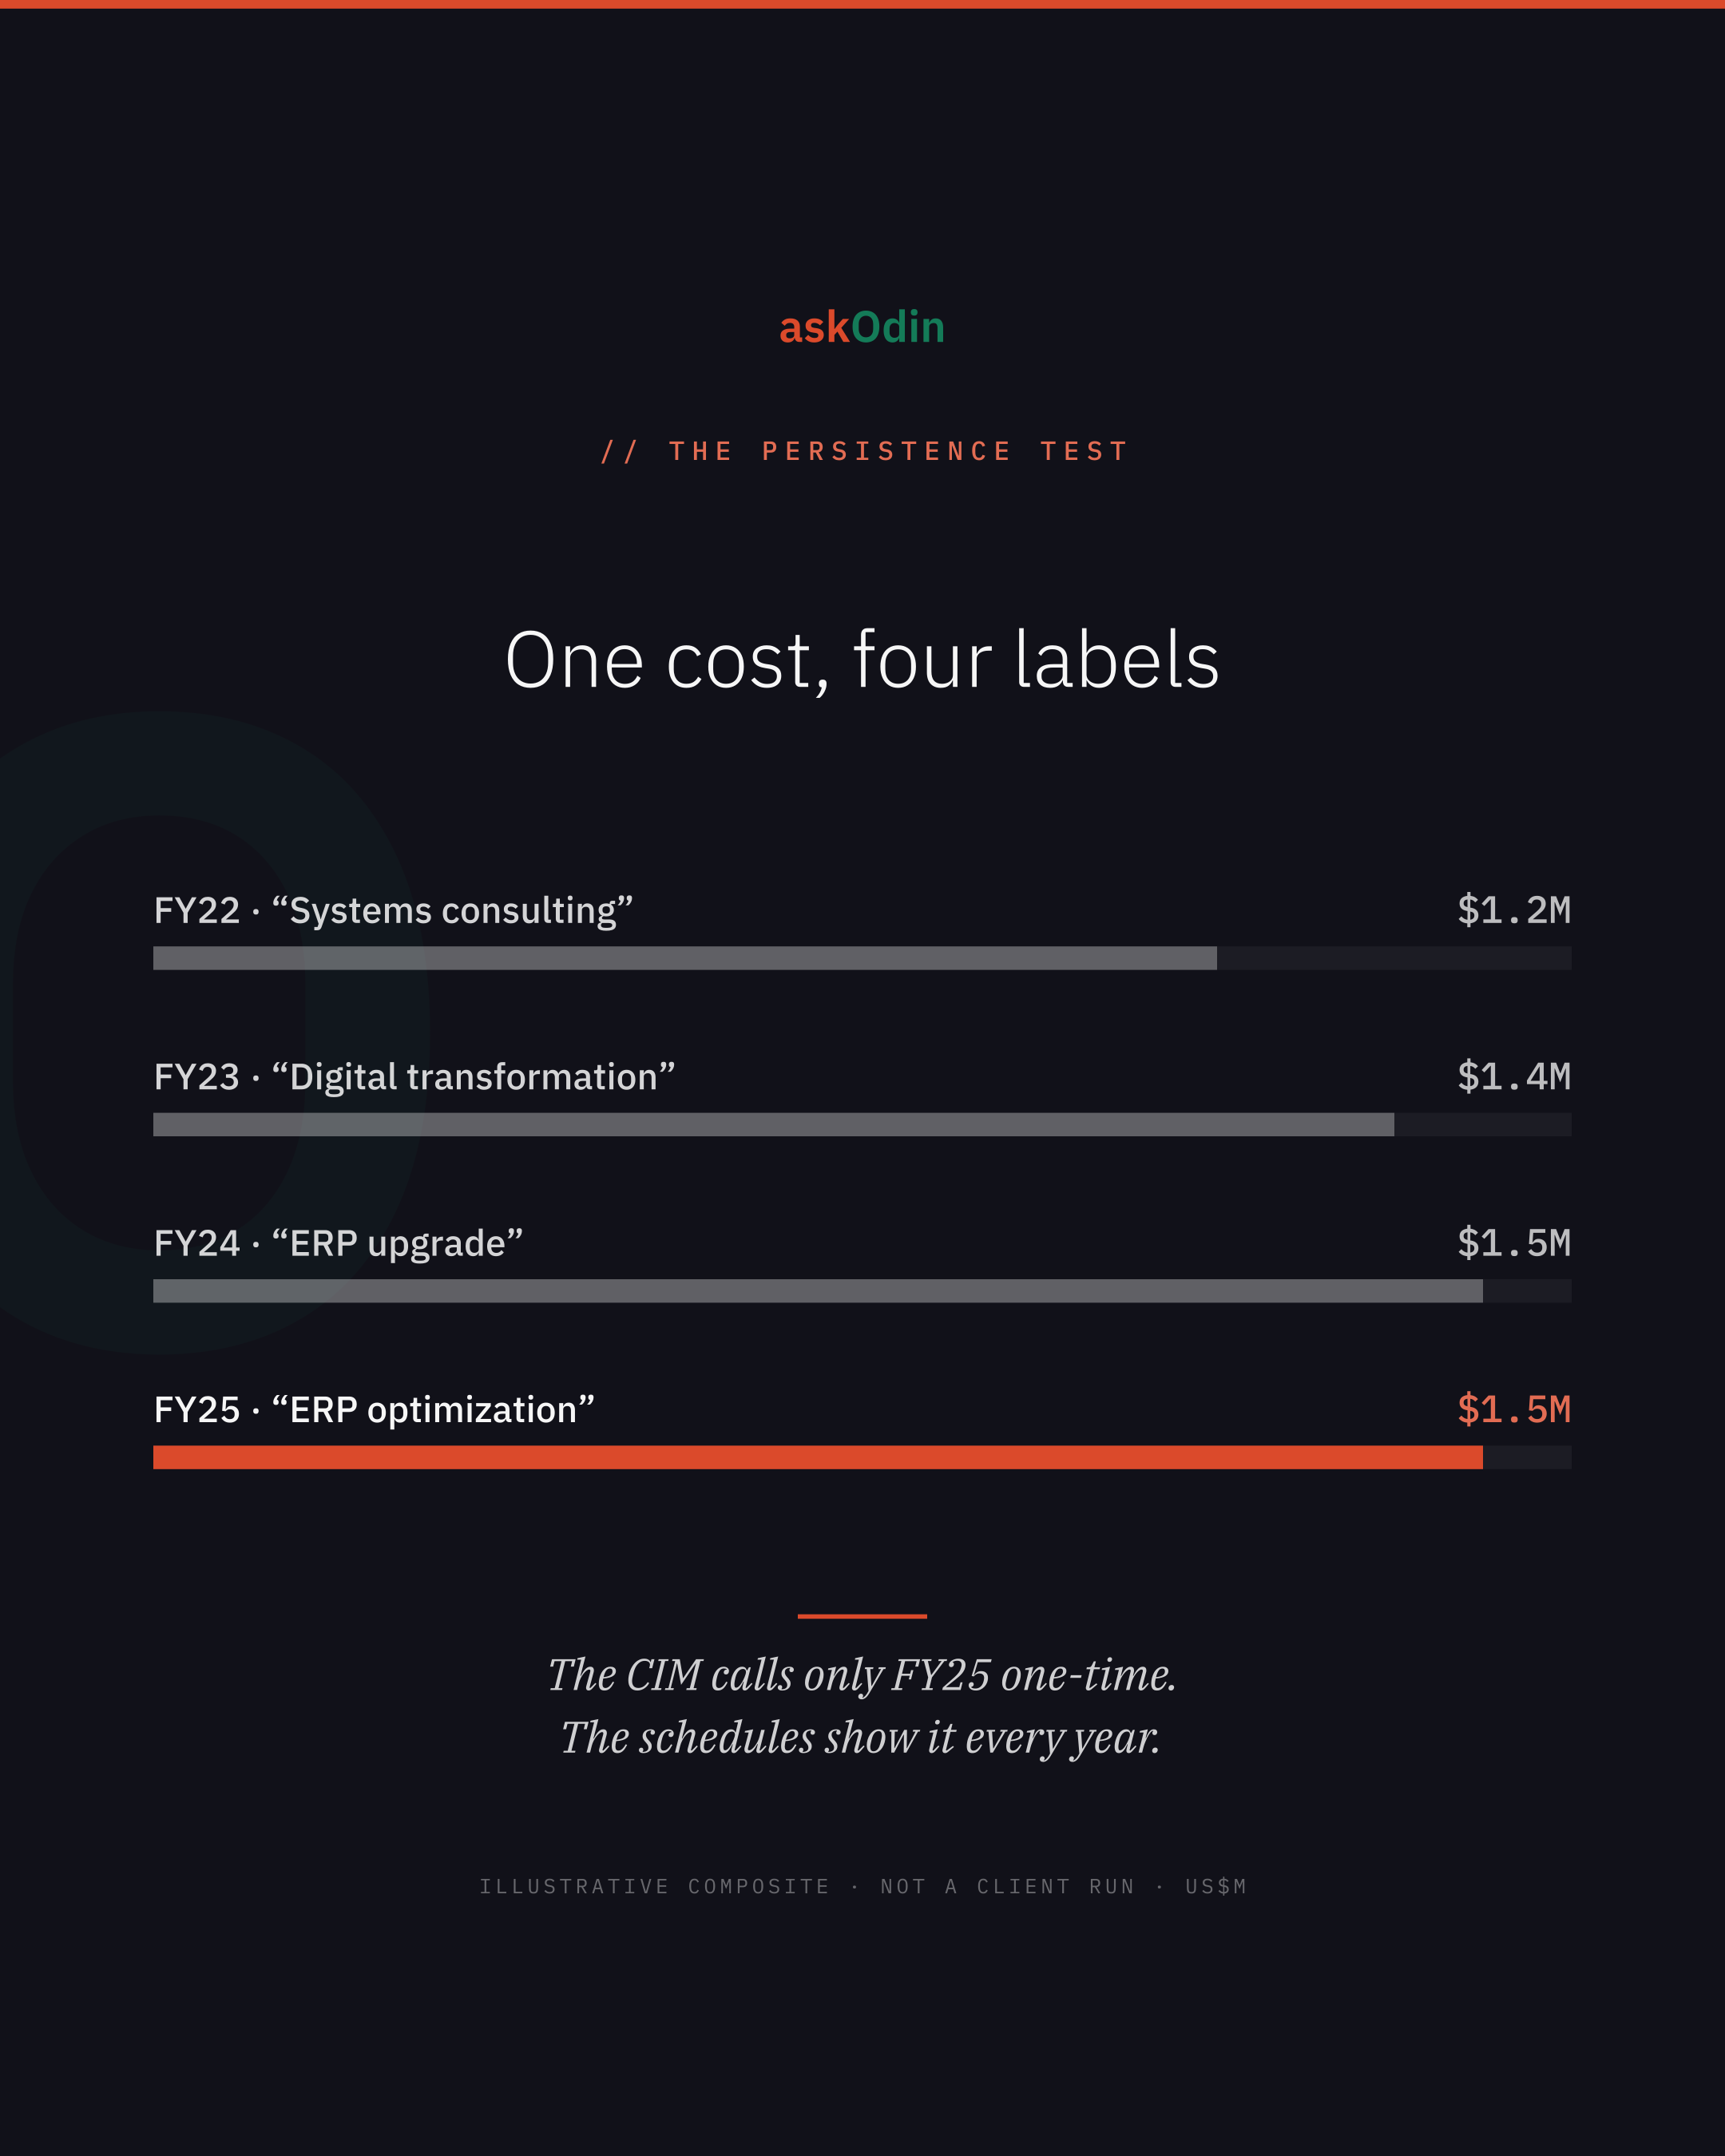 askOdin
// THE PERSISTENCE TEST
One cost, four labels
FY22 · “Systems consulting” $1.2M
FY23 · “Digital transformation” $1.4M
FY24 · “ERP upgrade” $1.5M
FY25 · “ERP optimization” $1.5M
The CIM calls only FY25 one-time.
The schedules show it every year.
ILLUSTRATIVE COMPOSITE · NOT A CLIENT RUN · US$M